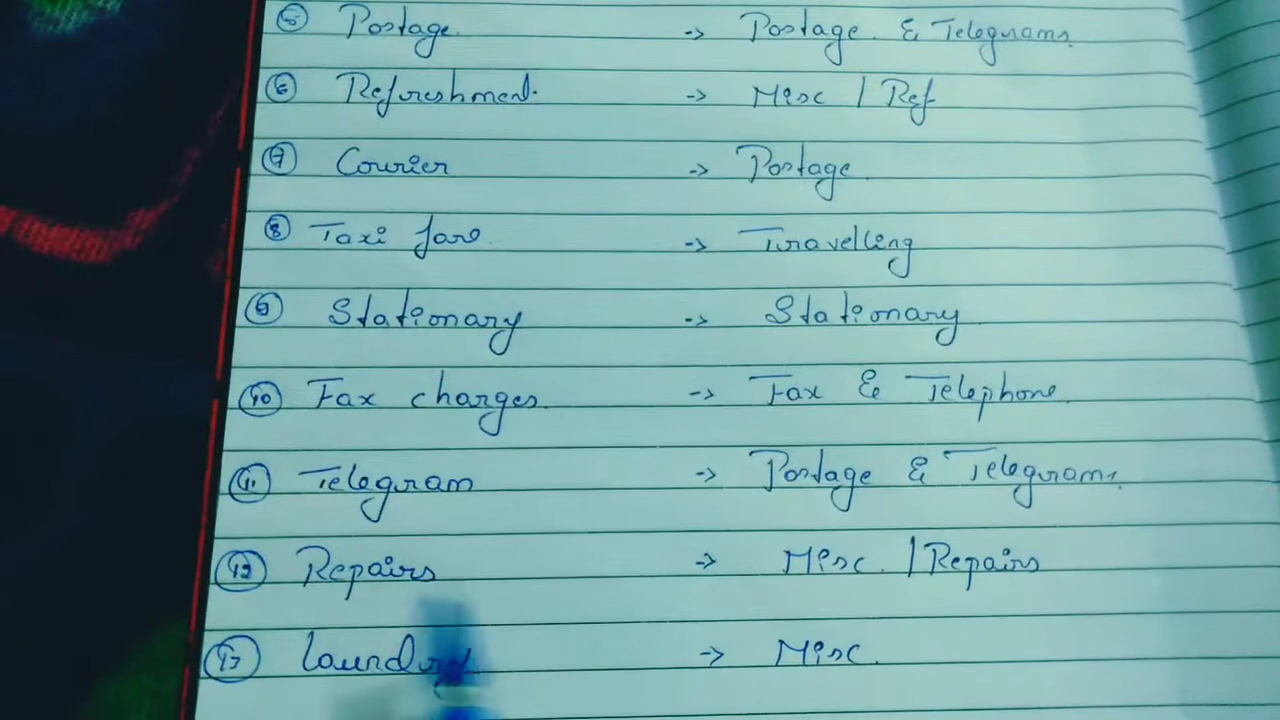 5 Postage. -> Postage. & Telegrams.
6 Refreshment. -> Misc / Ref
7 Courier -> Postage.
8 Taxi fare. -> Travelling
9 Stationary -> Stationary
10 Fax charges. -> Fax & Telephone.
11 Telegram -> Postage & Telegrams.
12 Repairs -> Misc. / Repairs
13 laundry -> Misc.